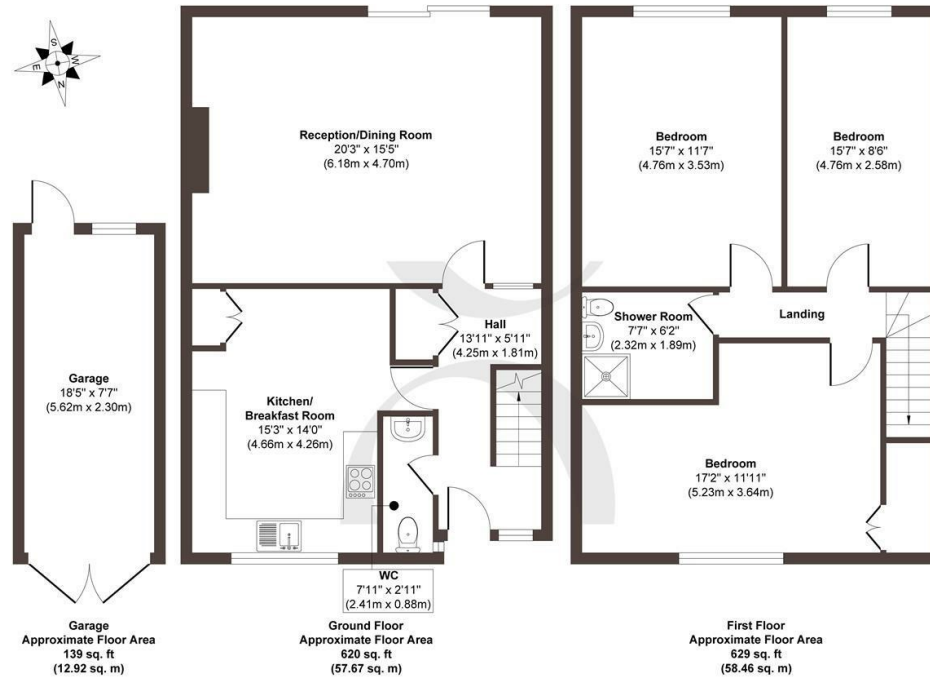 S
E
W
N
Reception/Dining Room
20'3" x 15'5"
(6.18m x 4.70m)
Bedroom
15'7" x 11'7"
(4.76m x 3.53m)
Bedroom
15'7" x 8'6"
(4.76m x 2.58m)
Garage
18'5" x 7'7"
(5.62m x 2.30m)
Kitchen/
Breakfast Room
15'3" x 14'0"
(4.66m x 4.26m)
Hall
13'11" x 5'11"
(4.25m x 1.81m)
Shower Room
7'7" x 6'2"
(2.32m x 1.89m)
Landing
Bedroom
17'2" x 11'11"
(5.23m x 3.64m)
WC
7'11" x 2'11"
(2.41m x 0.88m)
Garage
Approximate Floor Area
139 sq. ft
(12.92 sq. m)
Ground Floor
Approximate Floor Area
620 sq. ft
(57.67 sq. m)
First Floor
Approximate Floor Area
629 sq. ft
(58.46 sq. m)